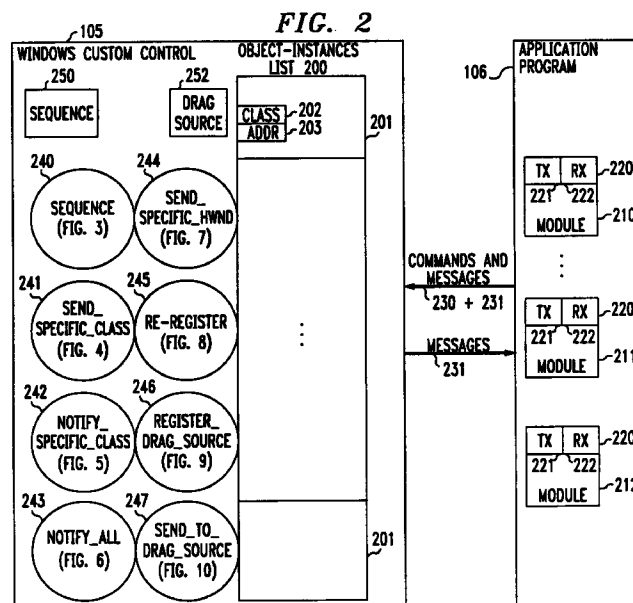 FIG. 2
105
WINDOWS CUSTOM CONTROL
OBJECT-INSTANCES
LIST 200
APPLICATION
PROGRAM
106
250
SEQUENCE
252
DRAG
SOURCE
CLASS
202
ADDR
203
201
240
SEQUENCE
(FIG. 3)
244
SEND_
SPECIFIC_HWND
(FIG. 7)
241
SEND_
SPECIFIC_CLASS
(FIG. 4)
245
RE-REGISTER
(FIG. 8)
242
NOTIFY_
SPECIFIC_CLASS
(FIG. 5)
246
REGISTER_
DRAG_SOURCE
(FIG. 9)
243
NOTIFY_ALL
(FIG. 6)
247
SEND_TO_
DRAG_SOURCE
(FIG. 10)
201
COMMANDS AND
MESSAGES
230 + 231
MESSAGES
231
TX RX
220
221 222
MODULE
210
TX RX
220
221 222
MODULE
211
TX RX
220
221 222
MODULE
212